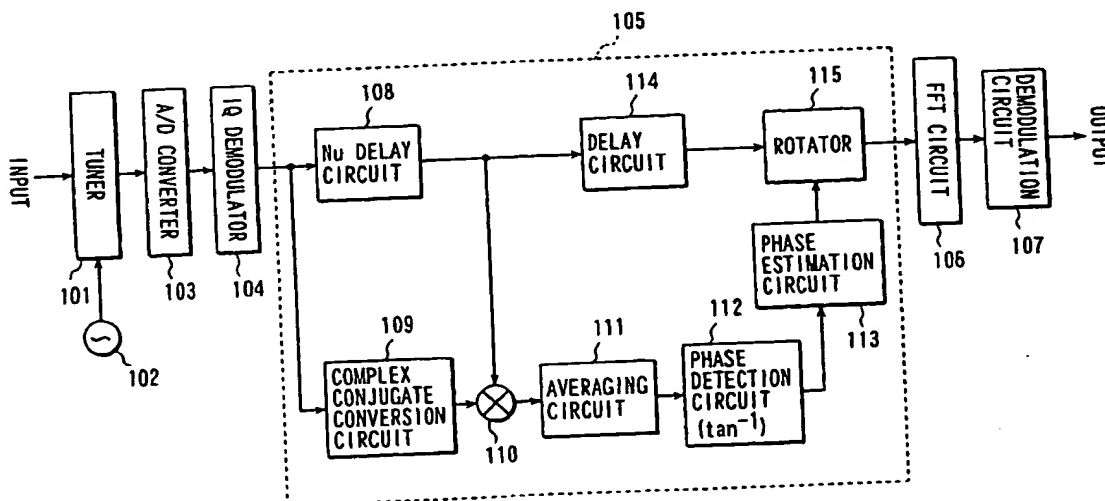 105
INPUT
TUNER
101
102
A/D CONVERTER
103
IQ DEMODULATOR
104
108
Nu DELAY
CIRCUIT
114
DELAY
CIRCUIT
115
ROTATOR
FFT CIRCUIT
106
DEMODULATION
CIRCUIT
107
OUTPUT
PHASE
ESTIMATION
CIRCUIT
113
109
COMPLEX
CONJUGATE
CONVERSION
CIRCUIT
110
111
AVERAGING
CIRCUIT
112
PHASE
DETECTION
CIRCUIT
(tan⁻¹)